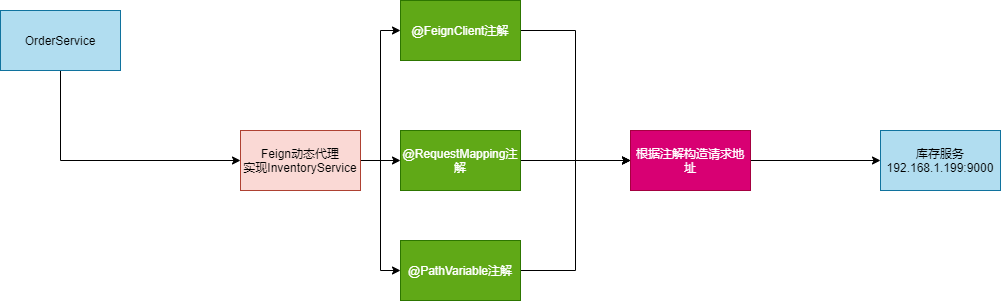 OrderService
@FeignClient注解
Feign动态代理
实现InventoryService
@RequestMapping注
解
根据注解构造请求地
址
库存服务
192.168.1.199:9000
@PathVariable注解